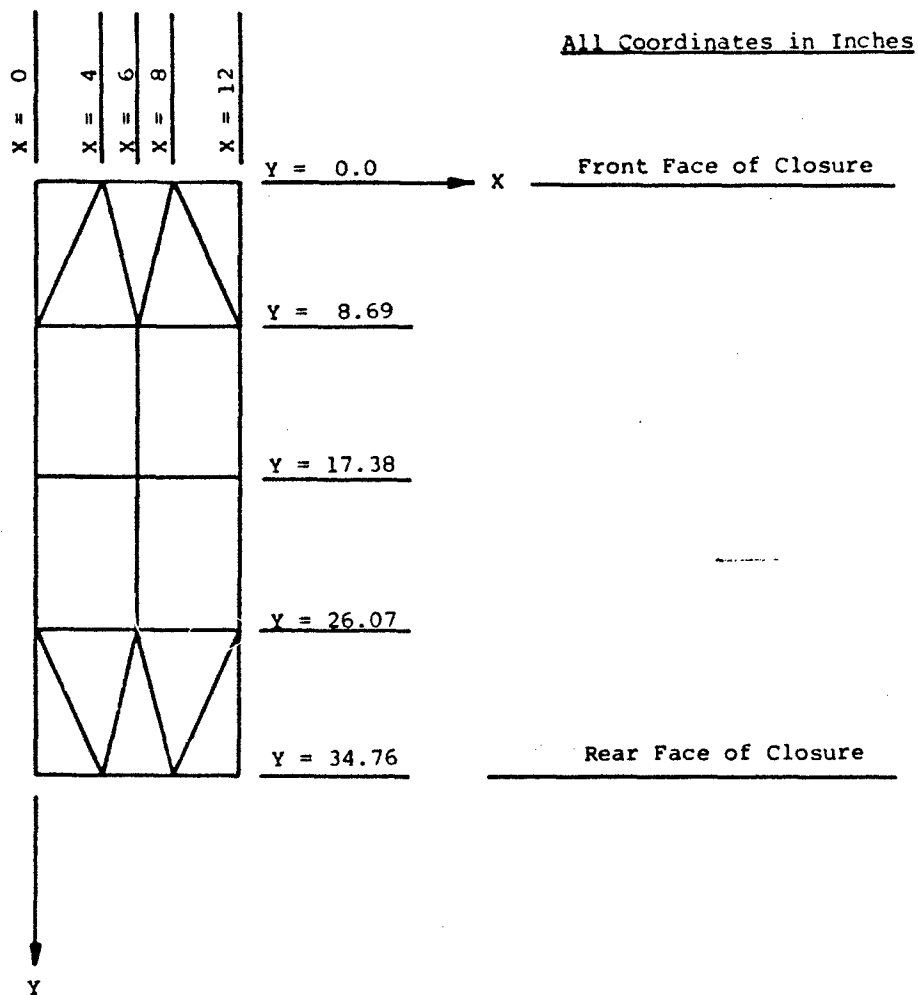 All Coordinates in Inches
X = 0
X = 4
X = 6
X = 8
X = 12
Y = 0.0
X
Front Face of Closure
Y = 8.69
Y = 17.38
Y = 26.07
Y = 34.76
Rear Face of Closure
Y